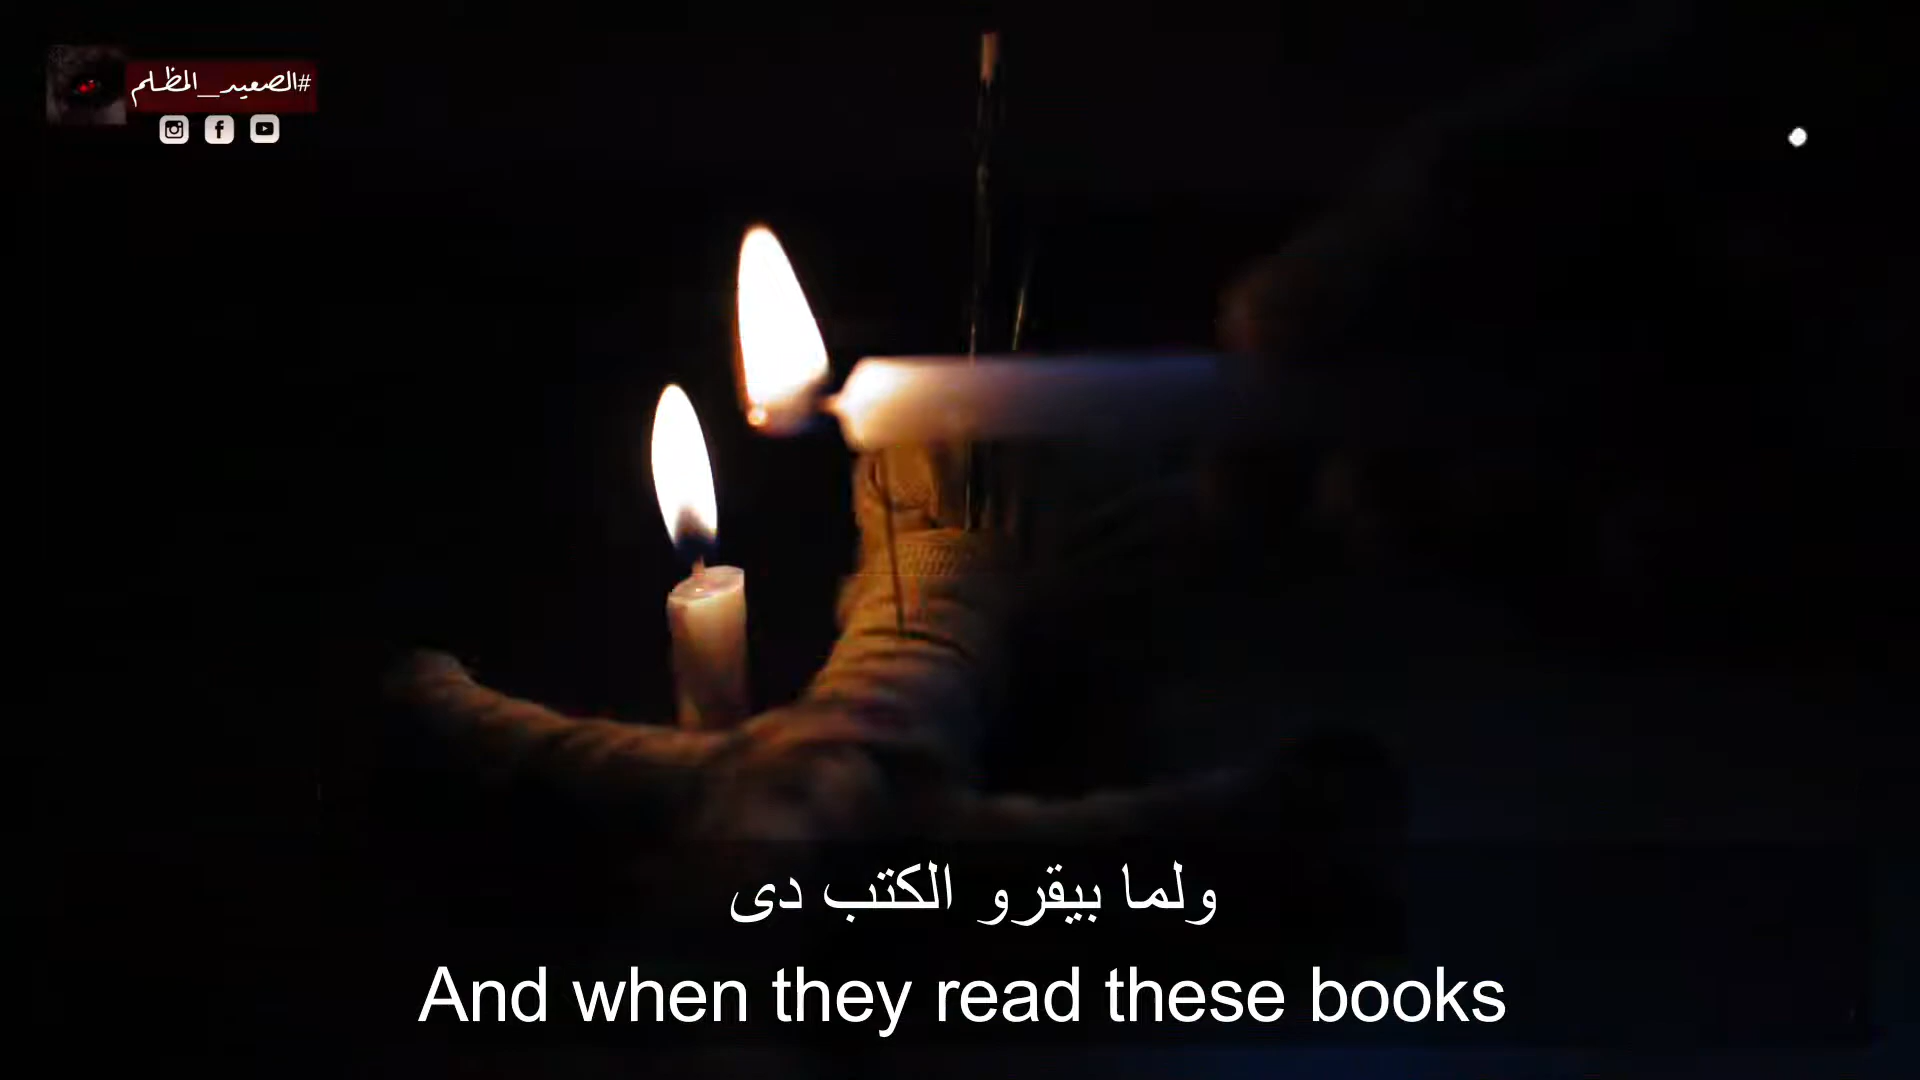 #الصعيد_المظلم
ولما بيقرو الكتب دى
And when they read these books